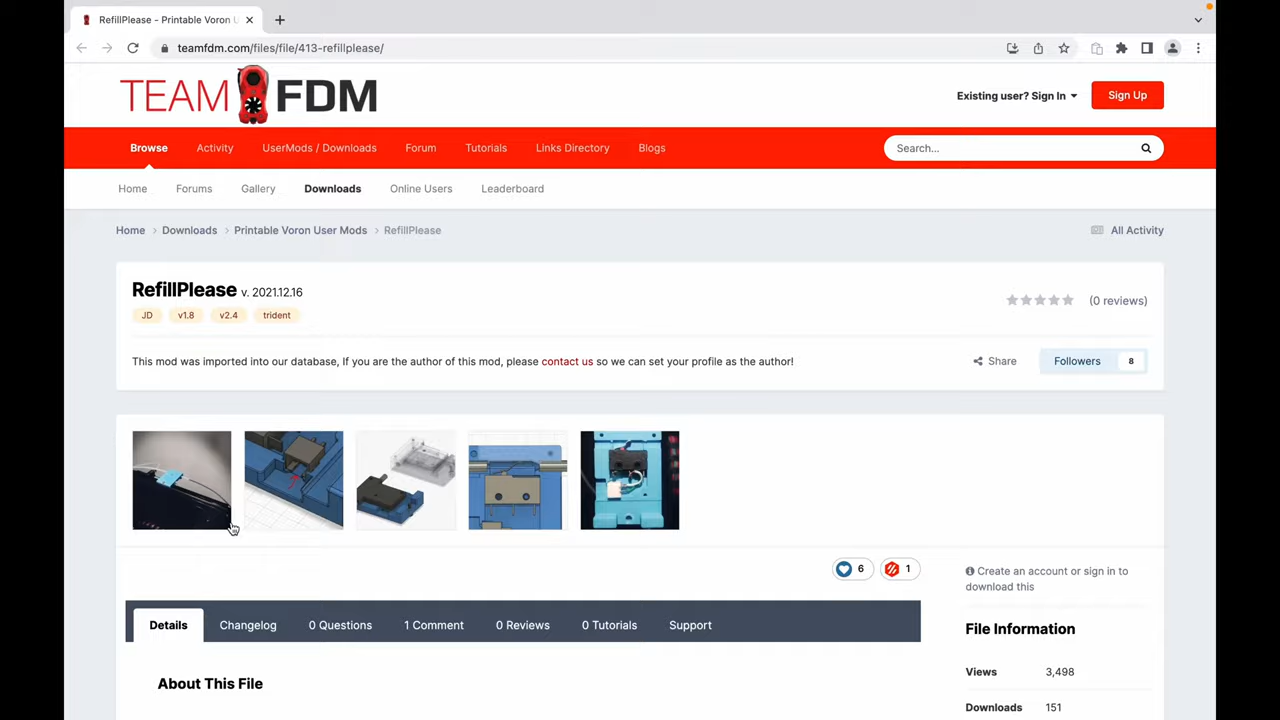 RefillPlease - Printable Voron U
teamfdm.com/files/file/413-refillplease/
TEAM FDM
Existing user? Sign In
Sign Up
Browse
Activity
UserMods / Downloads
Forum
Tutorials
Links Directory
Blogs
Search...
Home
Forums
Gallery
Downloads
Online Users
Leaderboard
Home
Downloads
Printable Voron User Mods
RefillPlease
All Activity
RefillPlease v. 2021.12.16
(0 reviews)
JD
v1.8
v2.4
trident
This mod was imported into our database, If you are the author of this mod, please contact us so we can set your profile as the author!
Share
Followers 8
6
1
Create an account or sign in to
download this
Details
Changelog
0 Questions
1 Comment
0 Reviews
0 Tutorials
Support
File Information
About This File
Views 3,498
Downloads 151